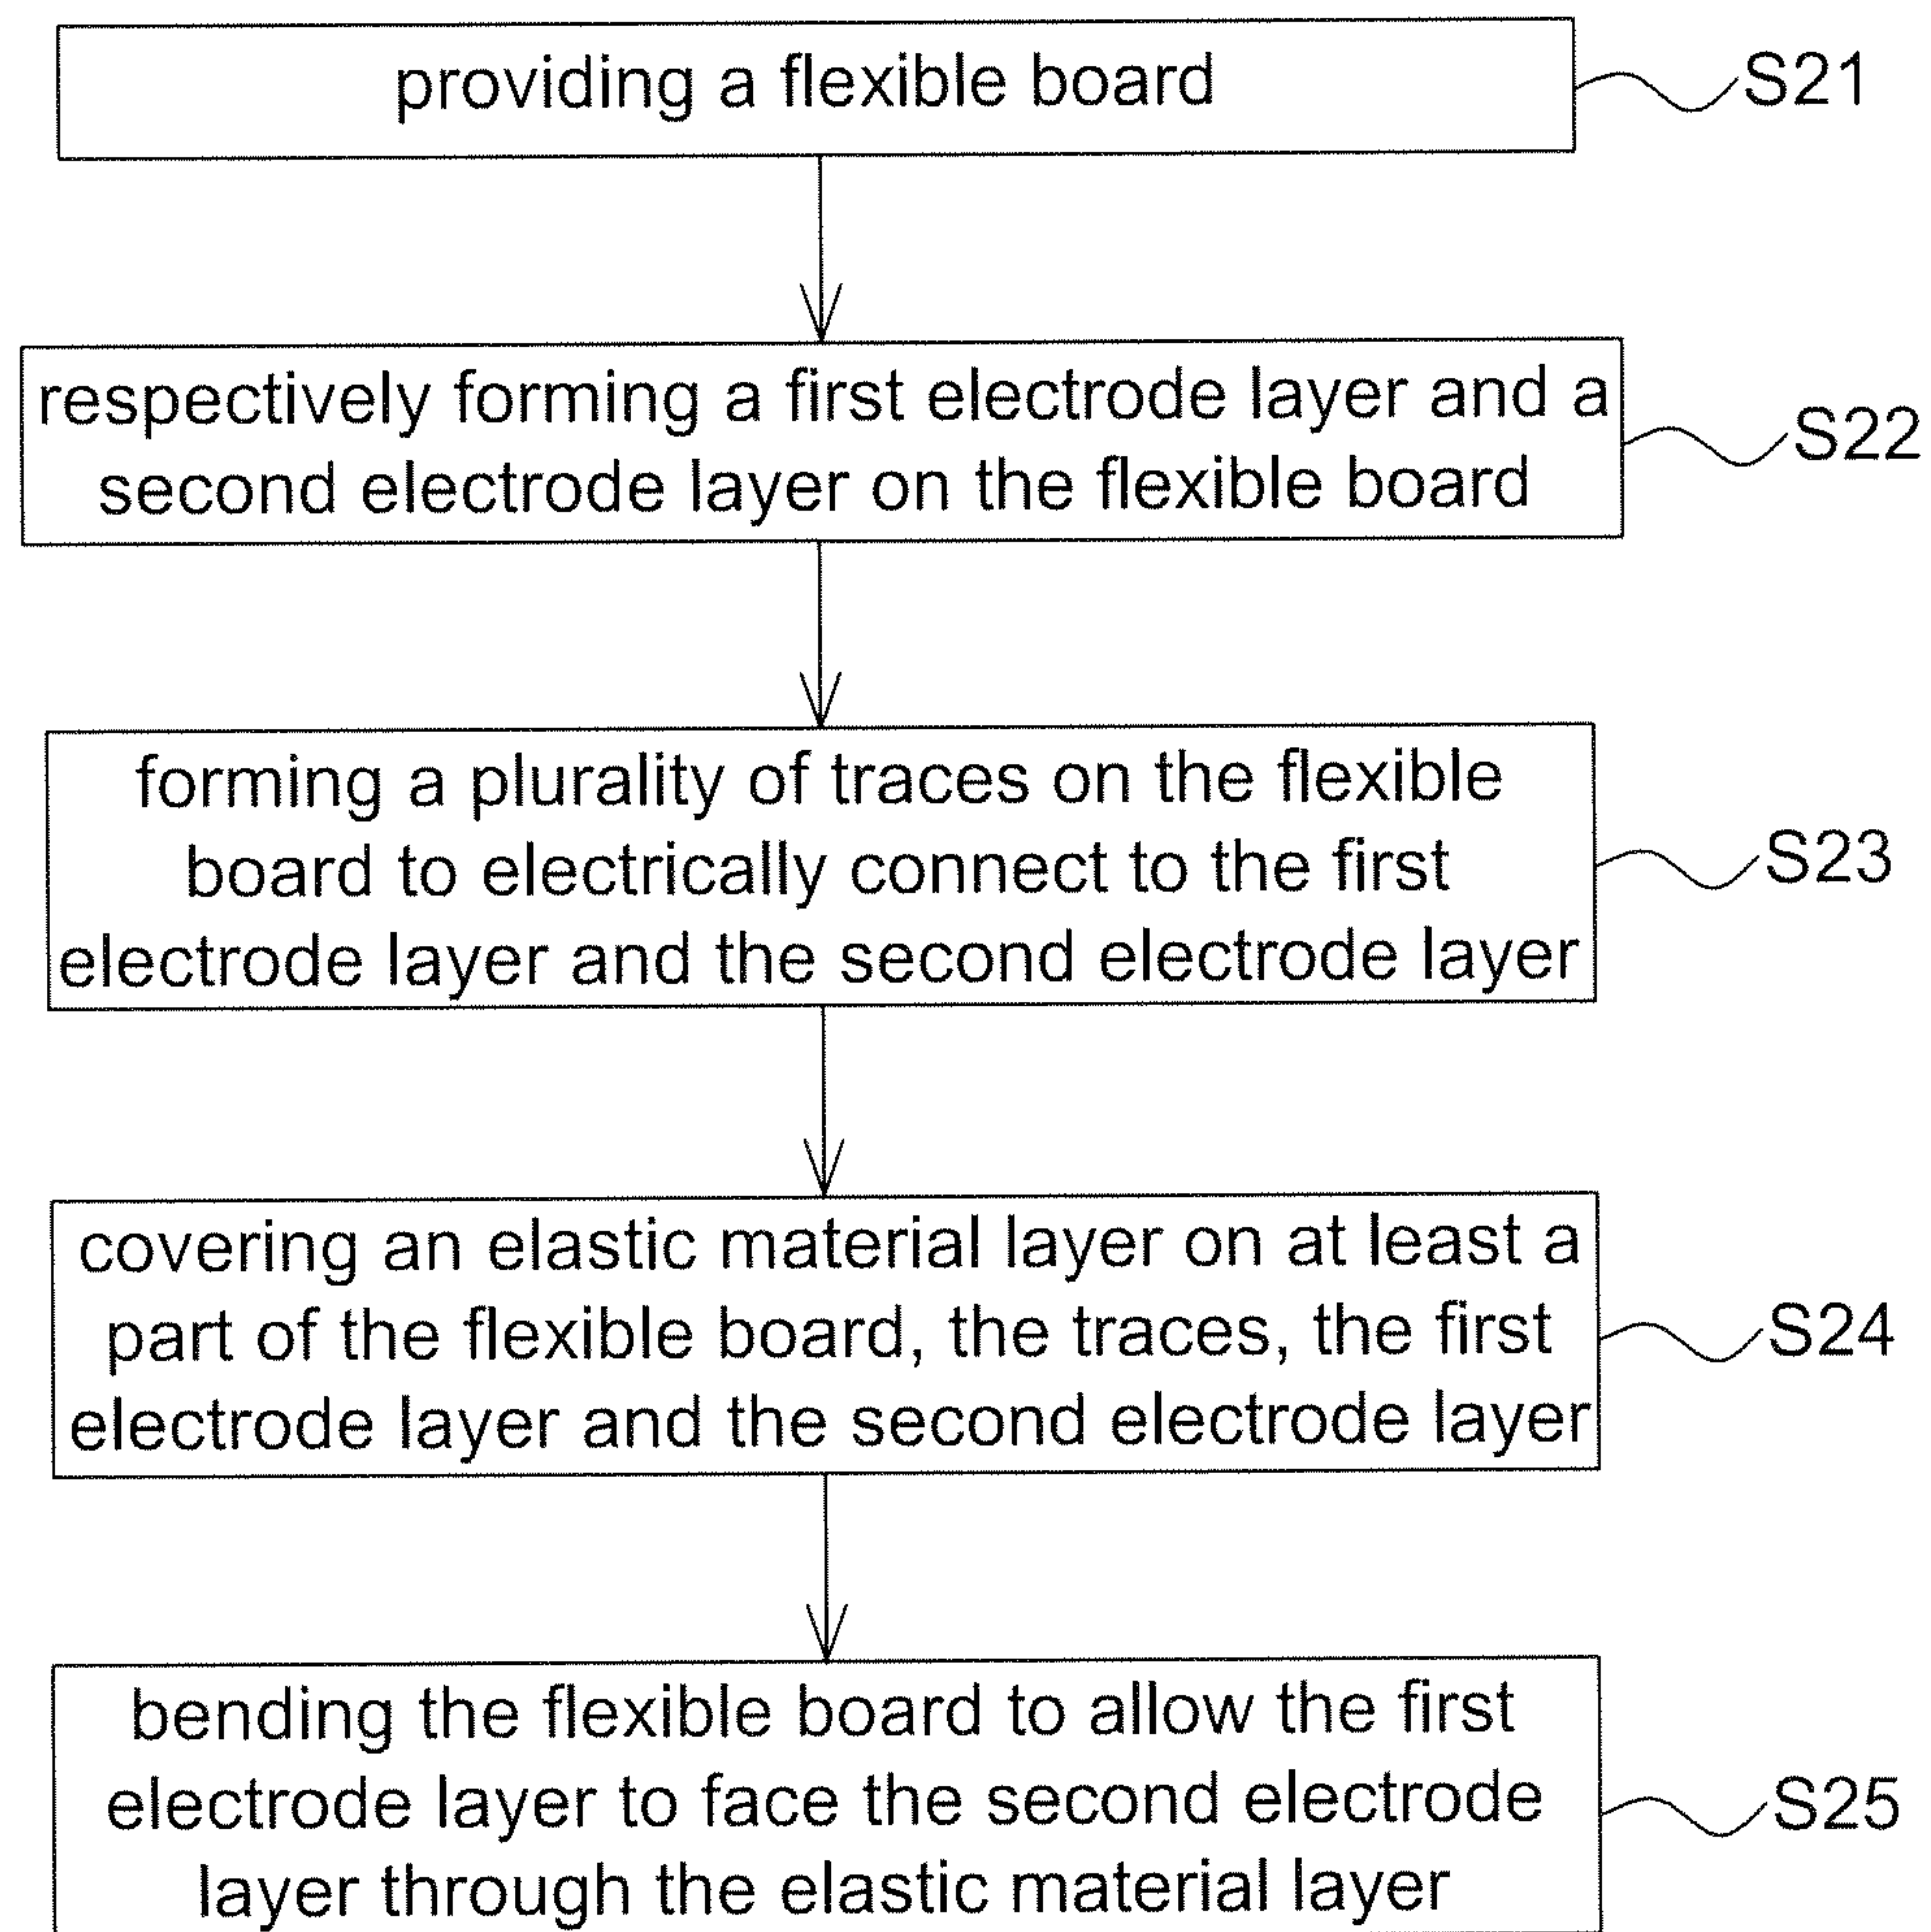 providing a flexible board
S21
respectively forming a first electrode layer and a
second electrode layer on the flexible board
S22
forming a plurality of traces on the flexible
board to electrically connect to the first
electrode layer and the second electrode layer
S23
covering an elastic material layer on at least a
part of the flexible board, the traces, the first
electrode layer and the second electrode layer
S24
bending the flexible board to allow the first
electrode layer to face the second electrode
layer through the elastic material layer
S25